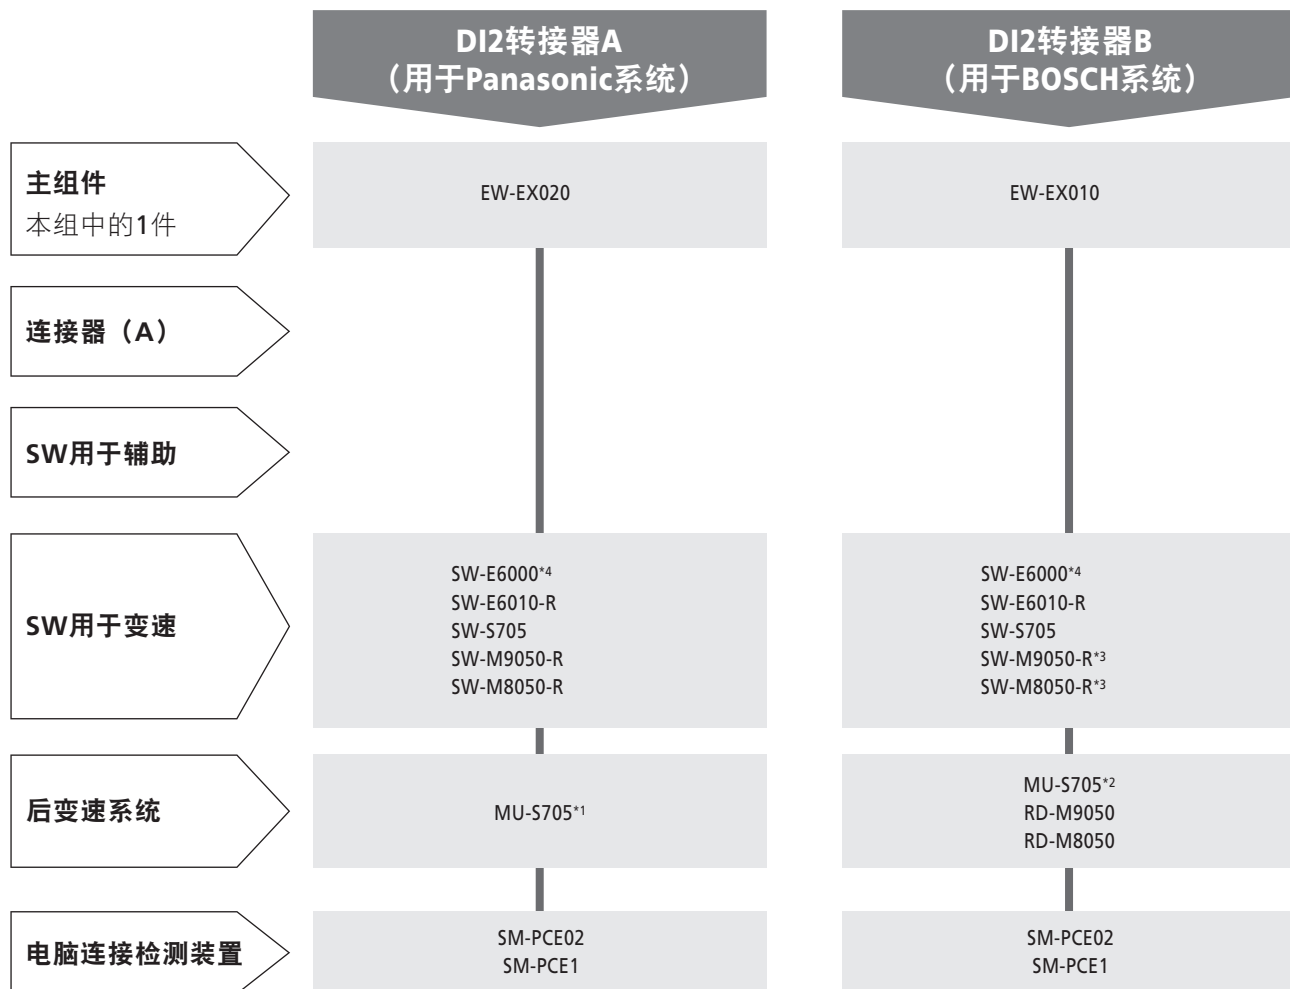 DI2转接器A
（用于Panasonic系统）
DI2转接器B
（用于BOSCH系统）
主组件
本组中的1件
EW-EX020
EW-EX010
连接器（A）
SW用于辅助
SW用于变速
SW-E6000*4
SW-E6010-R
SW-S705
SW-M9050-R
SW-M8050-R
SW-E6000*4
SW-E6010-R
SW-S705
SW-M9050-R*3
SW-M8050-R*3
后变速系统
MU-S705*1
MU-S705*2
RD-M9050
RD-M8050
电脑连接检测装置
SM-PCE02
SM-PCE1
SM-PCE02
SM-PCE1